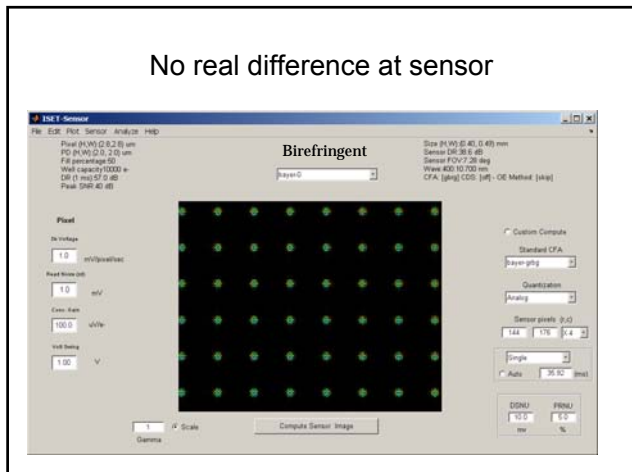 No real difference at sensor
ISET-Sensor
File Edit Plot Sensor Analyze Help
Pixel (H,W):(2.8,2.8) um
PD (H,W):(2.0, 2.0) um
Fill percentage:50
Well capacity10000 e-
DR (1 ms):57.0 dB
Peak SNR:40 dB
Birefringent
bayer-0
Size (H,W):(0.40, 0.49) mm
Sensor DR:38.6 dB
Sensor FOV:7.28 deg
Wave:400:10:700 nm
CFA: [gbrg] CDS: [off] - OE Method: [skip]
Pixel
Dk Voltage
1.0 mV/pixel/sec
Read Noise (sd)
1.0 mV
Conv. Gain
100.0 uV/e-
Volt Swing
1.00 V
Custom Compute
Standard CFA
bayer-grbg
Quantization
Analog
Sensor pixels (r,c)
144 176 X 4
Single
Auto 36.92 (ms)
DSNU PRNU
10.0 5.0
mv %
1 Scale
Gamma
Compute Sensor Image